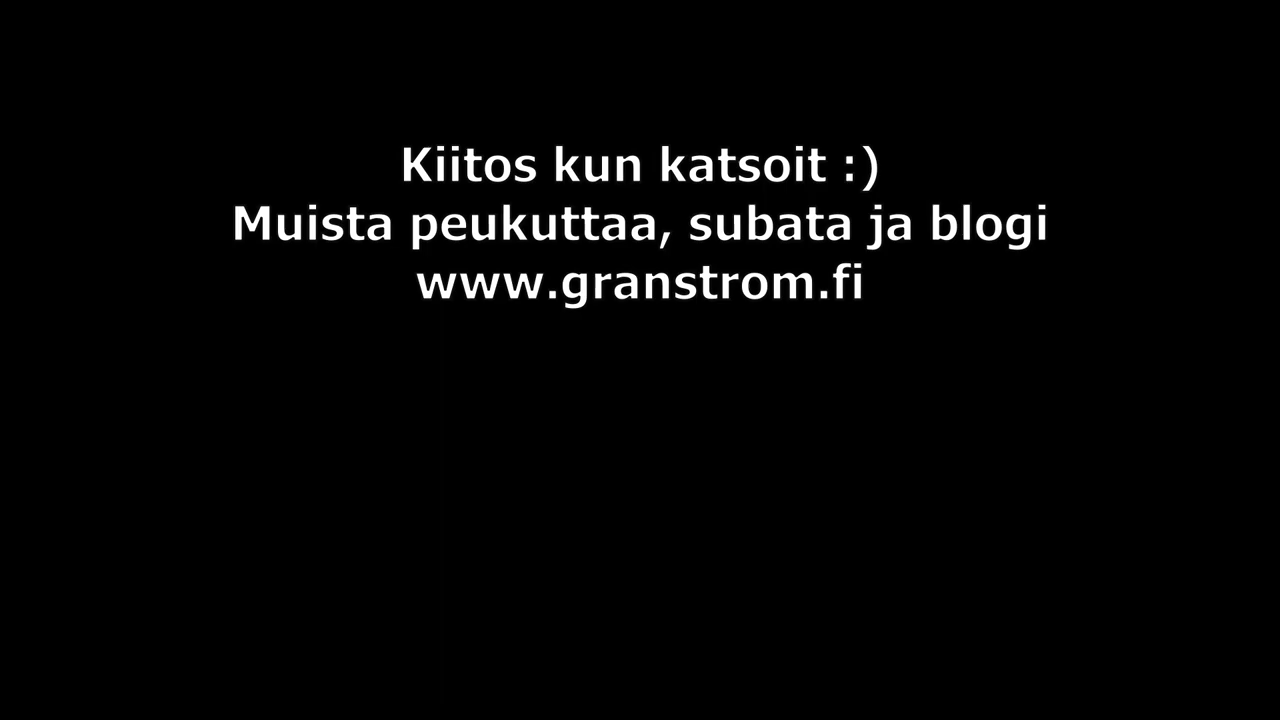 Kiitos kun katsoit :)
Muista peukuttaa, subata ja blogi
www.granstrom.fi